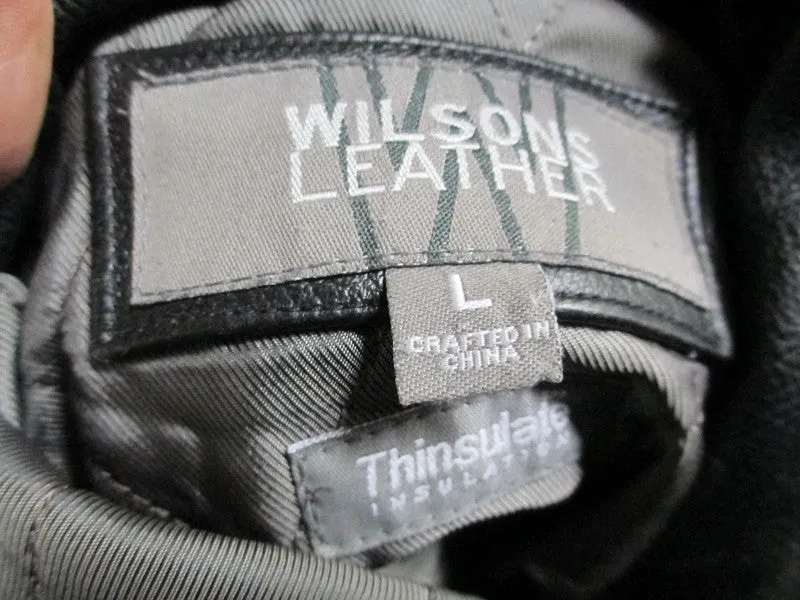 WILSONS
LEATHER
L
CRAFTED IN
CHINA
Thinsulate
INSULATION